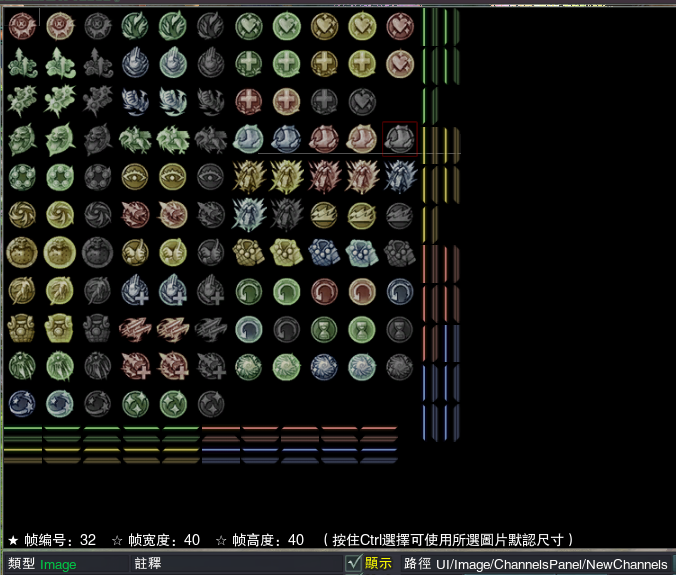 ★ 帧编号：32 ☆ 帧宽度：40 ☆ 帧高度：40 （按住Ctrl選擇可使用所選圖片默認尺寸）
類型 Image 註釋 顯示 路徑 UI/Image/ChannelsPanel/NewChannels